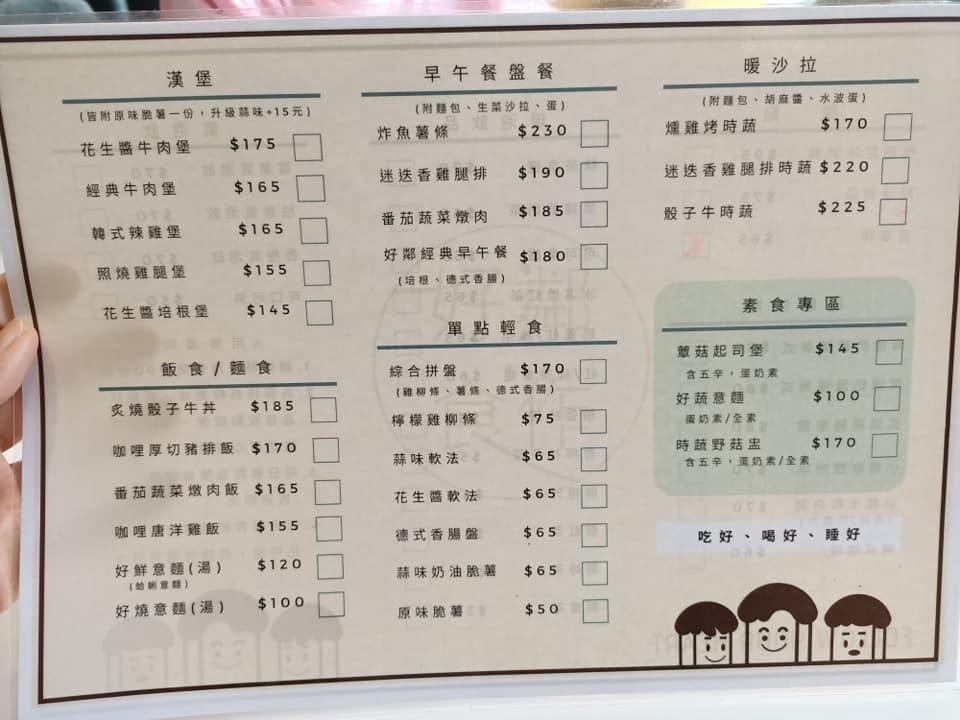 漢堡
(皆附原味脆薯一份，升級蒜味+15元)
花生醬牛肉堡 $175
經典牛肉堡 $165
韓式辣雞堡 $165
照燒雞腿堡 $155
花生醬培根堡 $145
飯食/麵食
炙燒骰子牛丼 $185
咖哩厚切豬排飯 $170
番茄蔬菜燉肉飯 $165
咖哩唐洋雞飯 $155
好鮮意麵(湯) $120
(蛤蜊意麵)
好燒意麵(湯) $100
早午餐盤餐
(附麵包、生菜沙拉、蛋)
炸魚薯條 $230
迷迭香雞腿排 $190
番茄蔬菜燉肉 $185
好鄰經典早午餐 $180
(培根、德式香腸)
單點輕食
綜合拼盤 $170
(雞柳條、薯條、德式香腸)
檸檬雞柳條 $75
蒜味軟法 $65
花生醬軟法 $65
德式香腸盤 $65
蒜味奶油脆薯 $65
原味脆薯 $50
暖沙拉
(附麵包、胡麻醬、水波蛋)
燻雞烤時蔬 $170
迷迭香雞腿排時蔬 $220
骰子牛時蔬 $225
素食專區
蕈菇起司堡 $145
含五辛，蛋奶素
好蔬意麵 $100
蛋奶素/全素
時蔬野菇盅 $170
含五辛，蛋奶素/全素
吃好、喝好、睡好